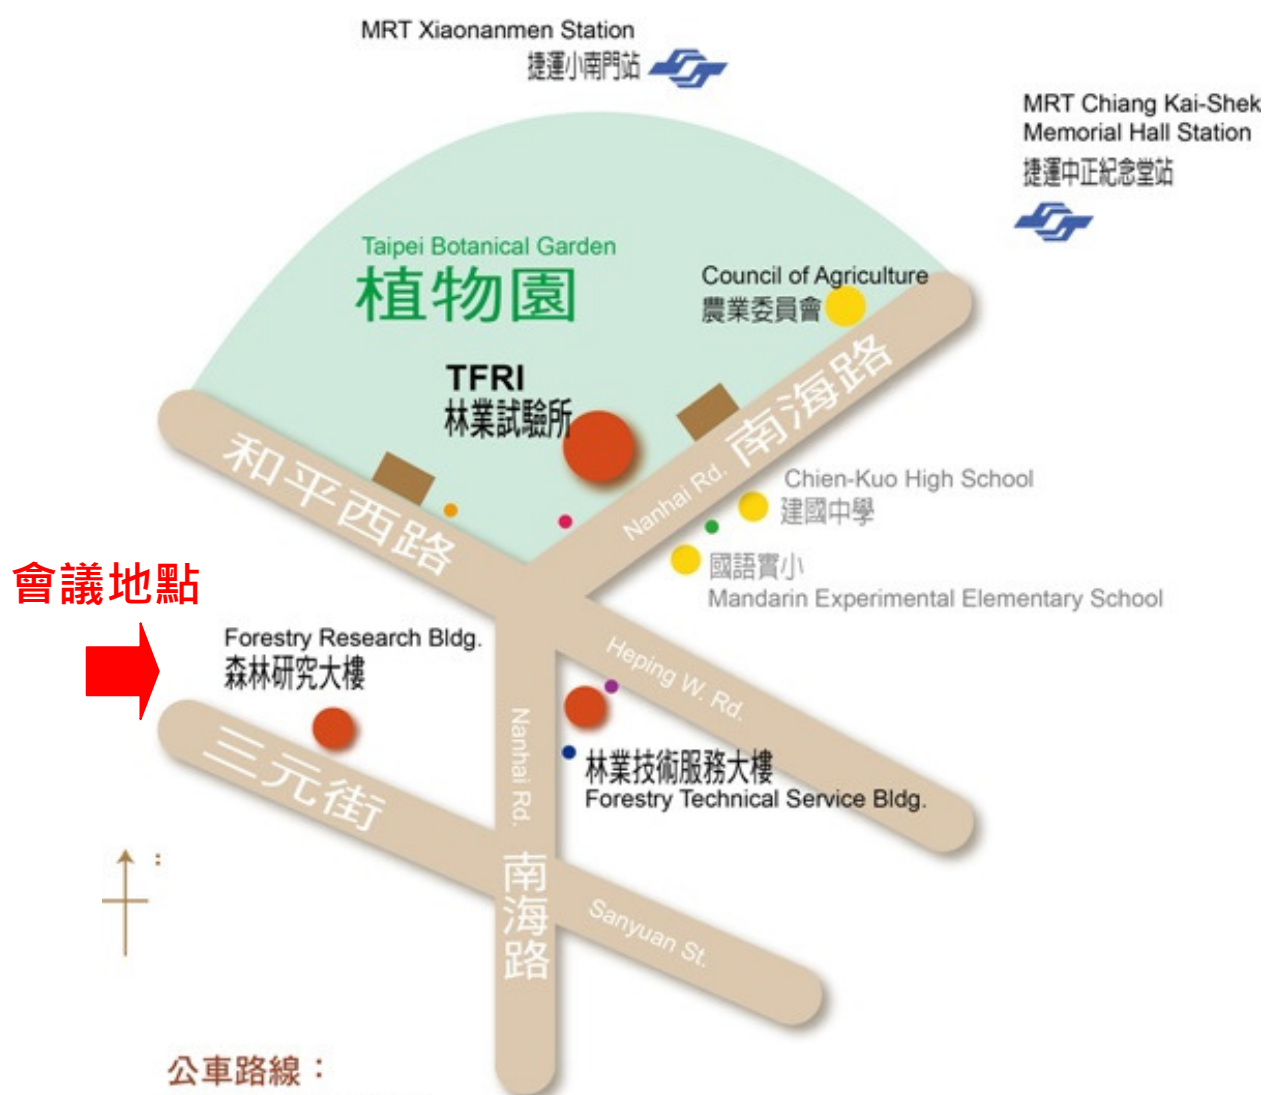 MRT Xiaonanmen Station
捷運小南門站
MRT Chiang Kai-Shek
Memorial Hall Station
捷運中正紀念堂站
Taipei Botanical Garden
植物園
Council of Agriculture
農業委員會
TFRI
林業試驗所
和平西路
南海路
Nanhai Rd.
Chien-Kuo High School
建國中學
國語實小
Mandarin Experimental Elementary School
會議地點
Forestry Research Bldg.
森林研究大樓
Heping W. Rd.
三元街
Nanhai Rd.
林業技術服務大樓
Forestry Technical Service Bldg.
南海路
Sanyuan St.
公車路線：